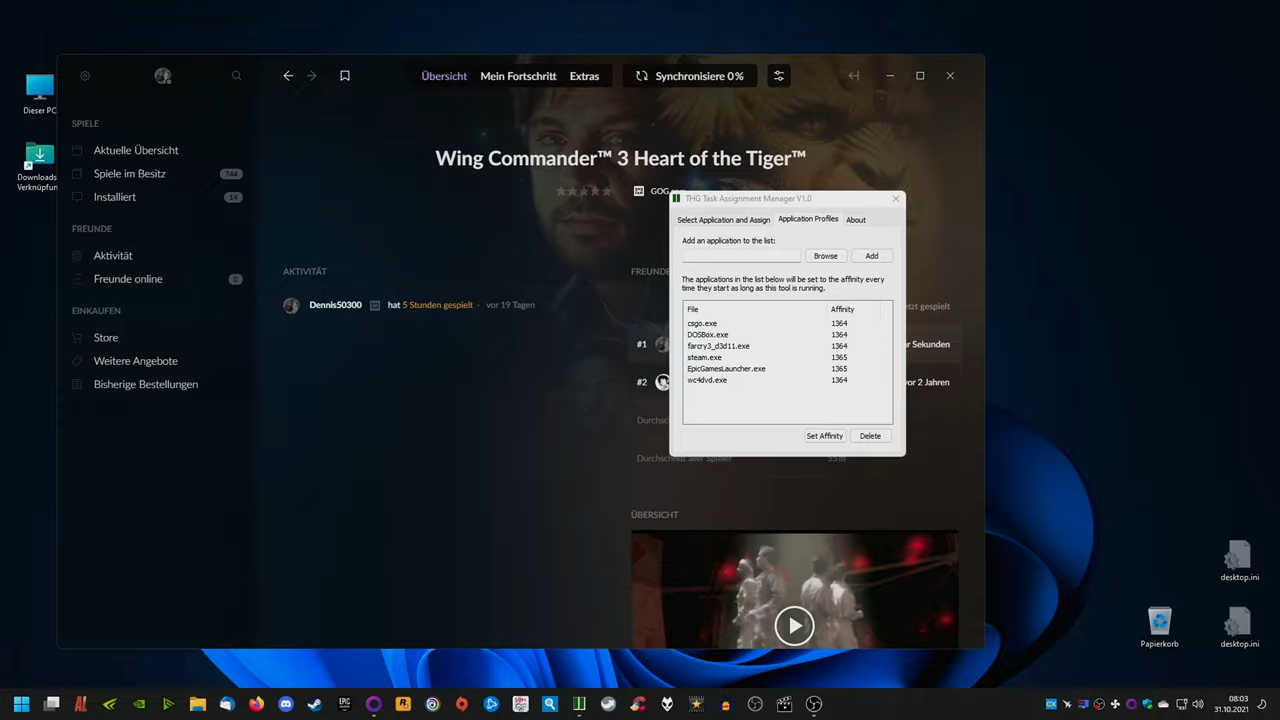 Dieser PC
Downloads
Verknüpfun
SPIELE
Aktuelle Übersicht
Spiele im Besitz
744
Installiert
14
FREUNDE
Aktivität
Freunde online
0
EINKAUFEN
Store
Weitere Angebote
Bisherige Bestellungen
Übersicht
Mein Fortschritt
Extras
Synchronisiere 0%
Wing Commander™ 3 Heart of the Tiger™
AKTIVITÄT
Dennis50300 hat 5 Stunden gespielt · vor 19 Tagen
THG Task Assignment Manager V1.0
Select Application and Assign
Application Profiles
About
Add an application to the list:
Browse
Add
The applications in the list below will be set to the affinity every
time they start as long as this tool is running.
File Affinity
csgo.exe 1364
DOSBox.exe 1364
farcry3_d3d11.exe 1364
steam.exe 1365
EpicGamesLauncher.exe 1365
wc4dvd.exe 1364
Set Affinity
Delete
gespielt
#1
Sekunden
#2
vor 2 Jahren
Durchschnitt aller Spieler
55 m
ÜBERSICHT
desktop.ini
Papierkorb
desktop.ini
08:03
31.10.2021